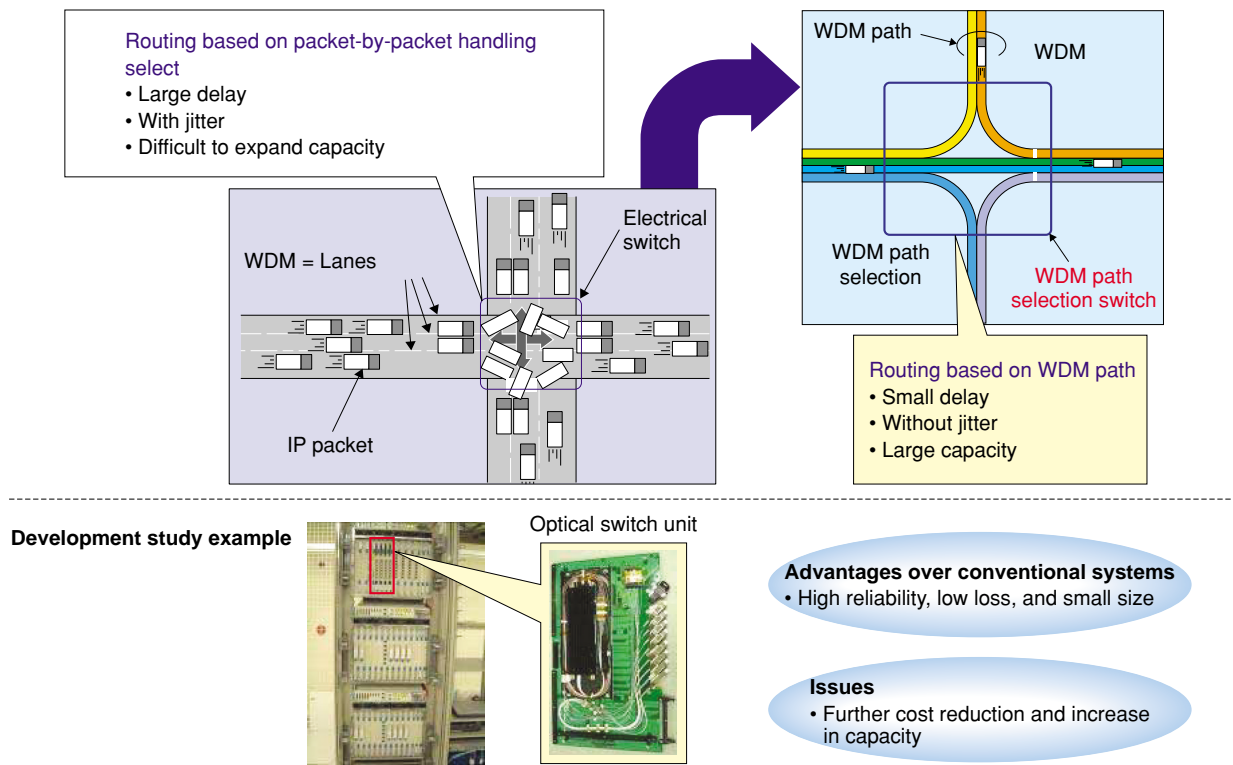 Routing based on packet-by-packet handling
select
• Large delay
• With jitter
• Difficult to expand capacity
WDM = Lanes
Electrical
switch
IP packet
WDM path
WDM
WDM path
selection
WDM path
selection switch
Routing based on WDM path
• Small delay
• Without jitter
• Large capacity
Development study example
Optical switch unit
Advantages over conventional systems
• High reliability, low loss, and small size
Issues
• Further cost reduction and increase
in capacity